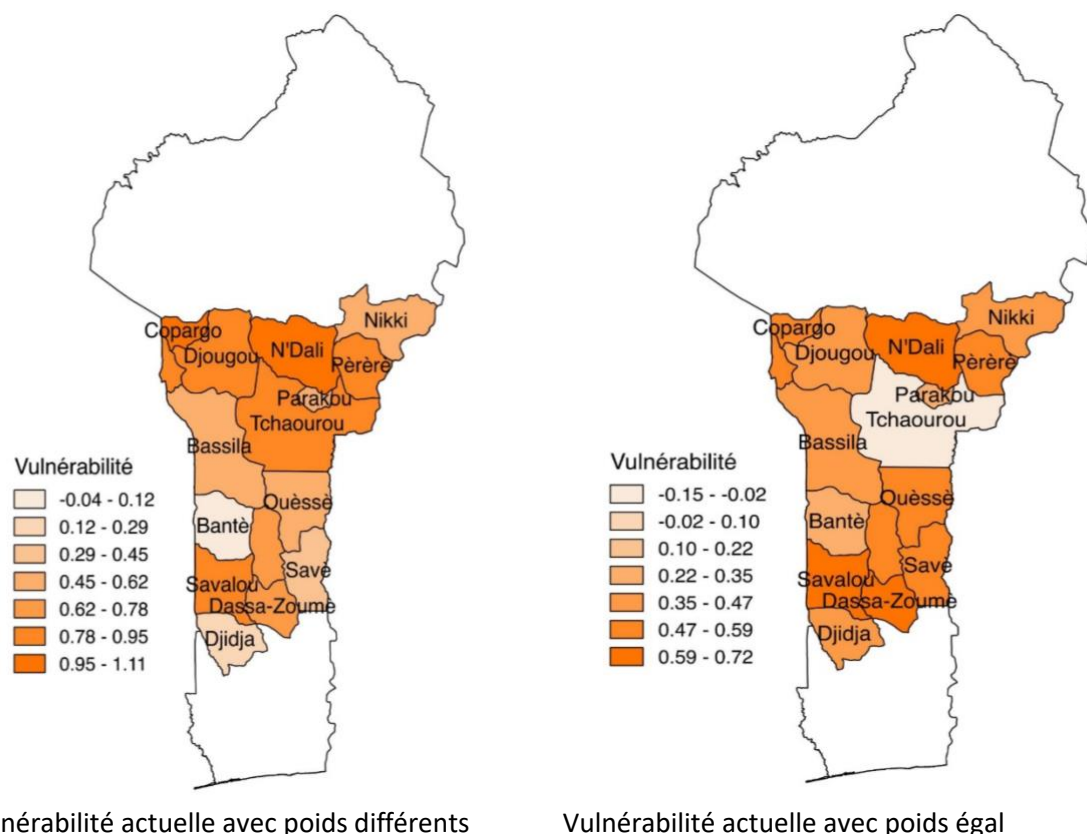 Copargo
Djougou
N'Dali
Nikki
Pèrère
Parakou
Tchaourou
Bassila
Ouèssè
Bantè
Savè
Savalou
Dassa-Zoumè
Djidja
Vulnérabilité
-0.04 - 0.12
0.12 - 0.29
0.29 - 0.45
0.45 - 0.62
0.62 - 0.78
0.78 - 0.95
0.95 - 1.11
nérabilité actuelle avec poids différents
Copargo
Djougou
N'Dali
Nikki
Pèrère
Parakou
Tchaourou
Bassila
Ouèssè
Bantè
Savè
Savalou
Dassa-Zoumè
Djidja
Vulnérabilité
-0.15 - -0.02
-0.02 - 0.10
0.10 - 0.22
0.22 - 0.35
0.35 - 0.47
0.47 - 0.59
0.59 - 0.72
Vulnérabilité actuelle avec poids égal